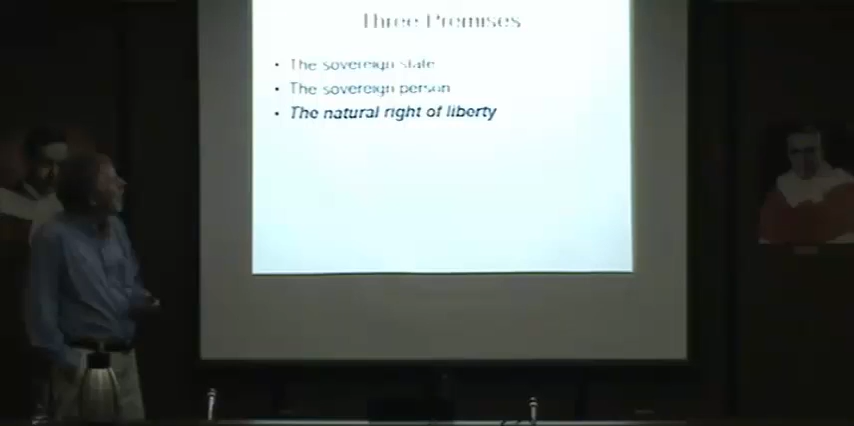 Three Premises
• The sovereign state
• The sovereign person
• The natural right of liberty